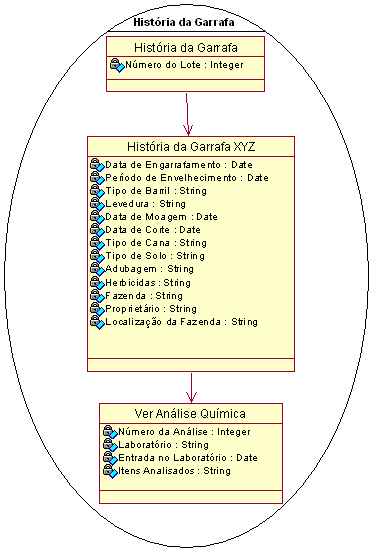 História da Garrafa
História da Garrafa
Número do Lote : Integer
História da Garrafa XYZ
Data de Engarrafamento : Date
Período de Envelhecimento : Date
Tipo de Barril : String
Levedura : String
Data de Moagem : Date
Data de Corte : Date
Tipo de Cana : String
Tipo de Solo : String
Adubagem : String
Herbicidas : String
Fazenda : String
Proprietário : String
Localização da Fazenda : String
Ver Análise Química
Número da Análise : Integer
Laboratório : String
Entrada no Laboratório : Date
Itens Analisados : String